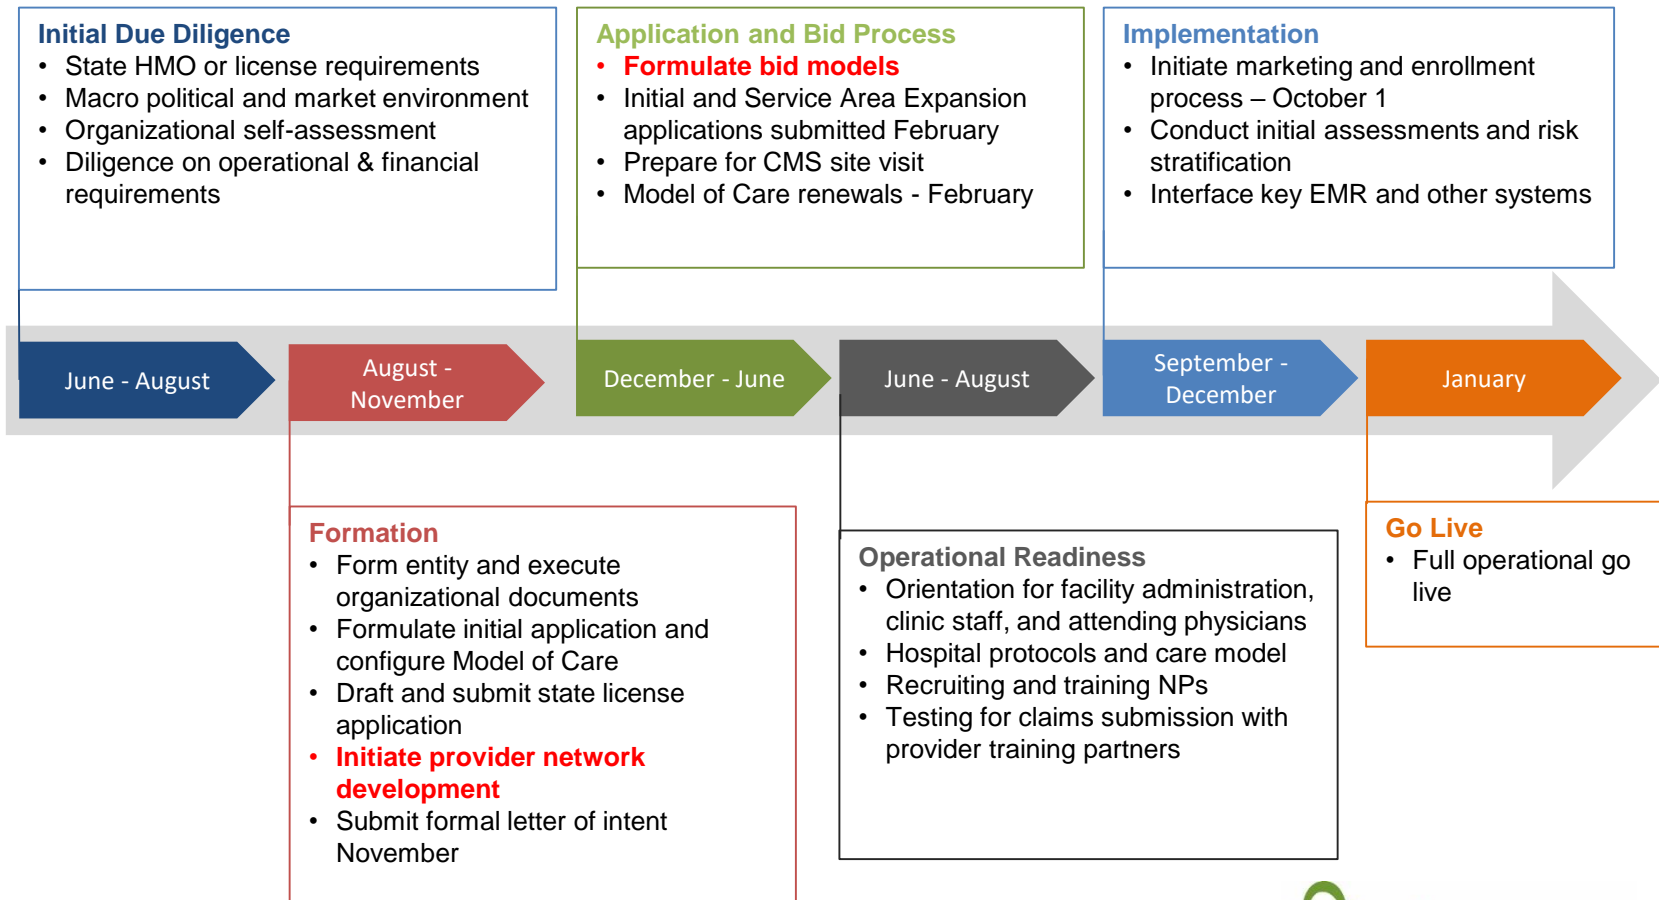 Initial Due Diligence
• State HMO or license requirements
• Macro political and market environment
• Organizational self-assessment
• Diligence on operational & financial
requirements
Application and Bid Process
• Formulate bid models
• Initial and Service Area Expansion
applications submitted February
• Prepare for CMS site visit
• Model of Care renewals - February
Implementation
• Initiate marketing and enrollment
process – October 1
• Conduct initial assessments and risk
stratification
• Interface key EMR and other systems
June - August
August -
November
December - June
June - August
September -
December
January
Formation
• Form entity and execute
organizational documents
• Formulate initial application and
configure Model of Care
• Draft and submit state license
application
• Initiate provider network
development
• Submit formal letter of intent
November
Operational Readiness
• Orientation for facility administration,
clinic staff, and attending physicians
• Hospital protocols and care model
• Recruiting and training NPs
• Testing for claims submission with
provider training partners
Go Live
• Full operational go
live